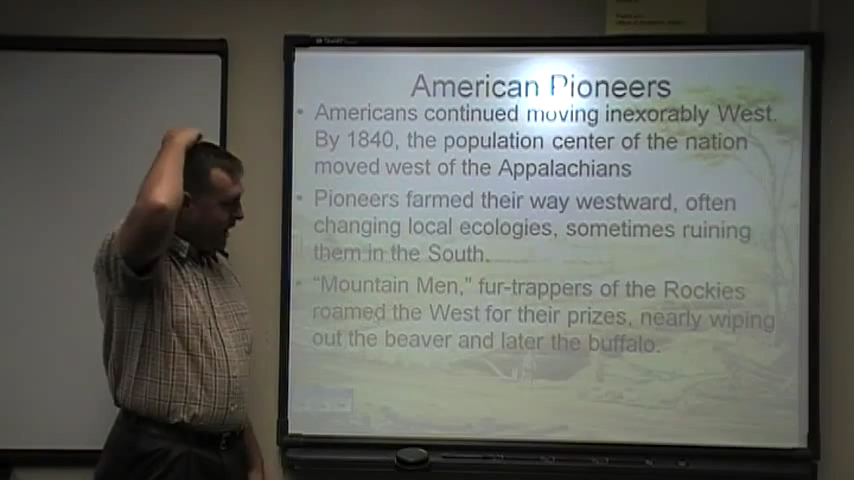 American Pioneers
• Americans continued moving inexorably West.
By 1840, the population center of the nation
moved west of the Appalachians
• Pioneers farmed their way westward, often
changing local ecologies, sometimes ruining
them in the South.
• “Mountain Men,” fur-trappers of the Rockies
roamed the West for their prizes, nearly wiping
out the beaver and later the buffalo.